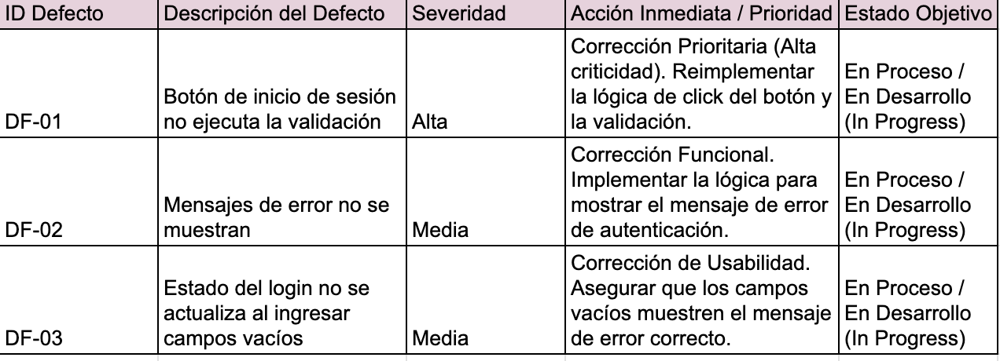 ID Defecto Descripción del Defecto Severidad Acción Inmediata / Prioridad Estado Objetivo
DF-01
Botón de inicio de sesión
no ejecuta la validación
Alta
Corrección Prioritaria (Alta
criticidad). Reimplementar
la lógica de click del botón y
la validación.
En Proceso /
En Desarrollo
(In Progress)
DF-02
Mensajes de error no se
muestran
Media
Corrección Funcional.
Implementar la lógica para
mostrar el mensaje de error
de autenticación.
En Proceso /
En Desarrollo
(In Progress)
DF-03
Estado del login no se
actualiza al ingresar
campos vacíos
Media
Corrección de Usabilidad.
Asegurar que los campos
vacíos muestren el mensaje
de error correcto.
En Proceso /
En Desarrollo
(In Progress)